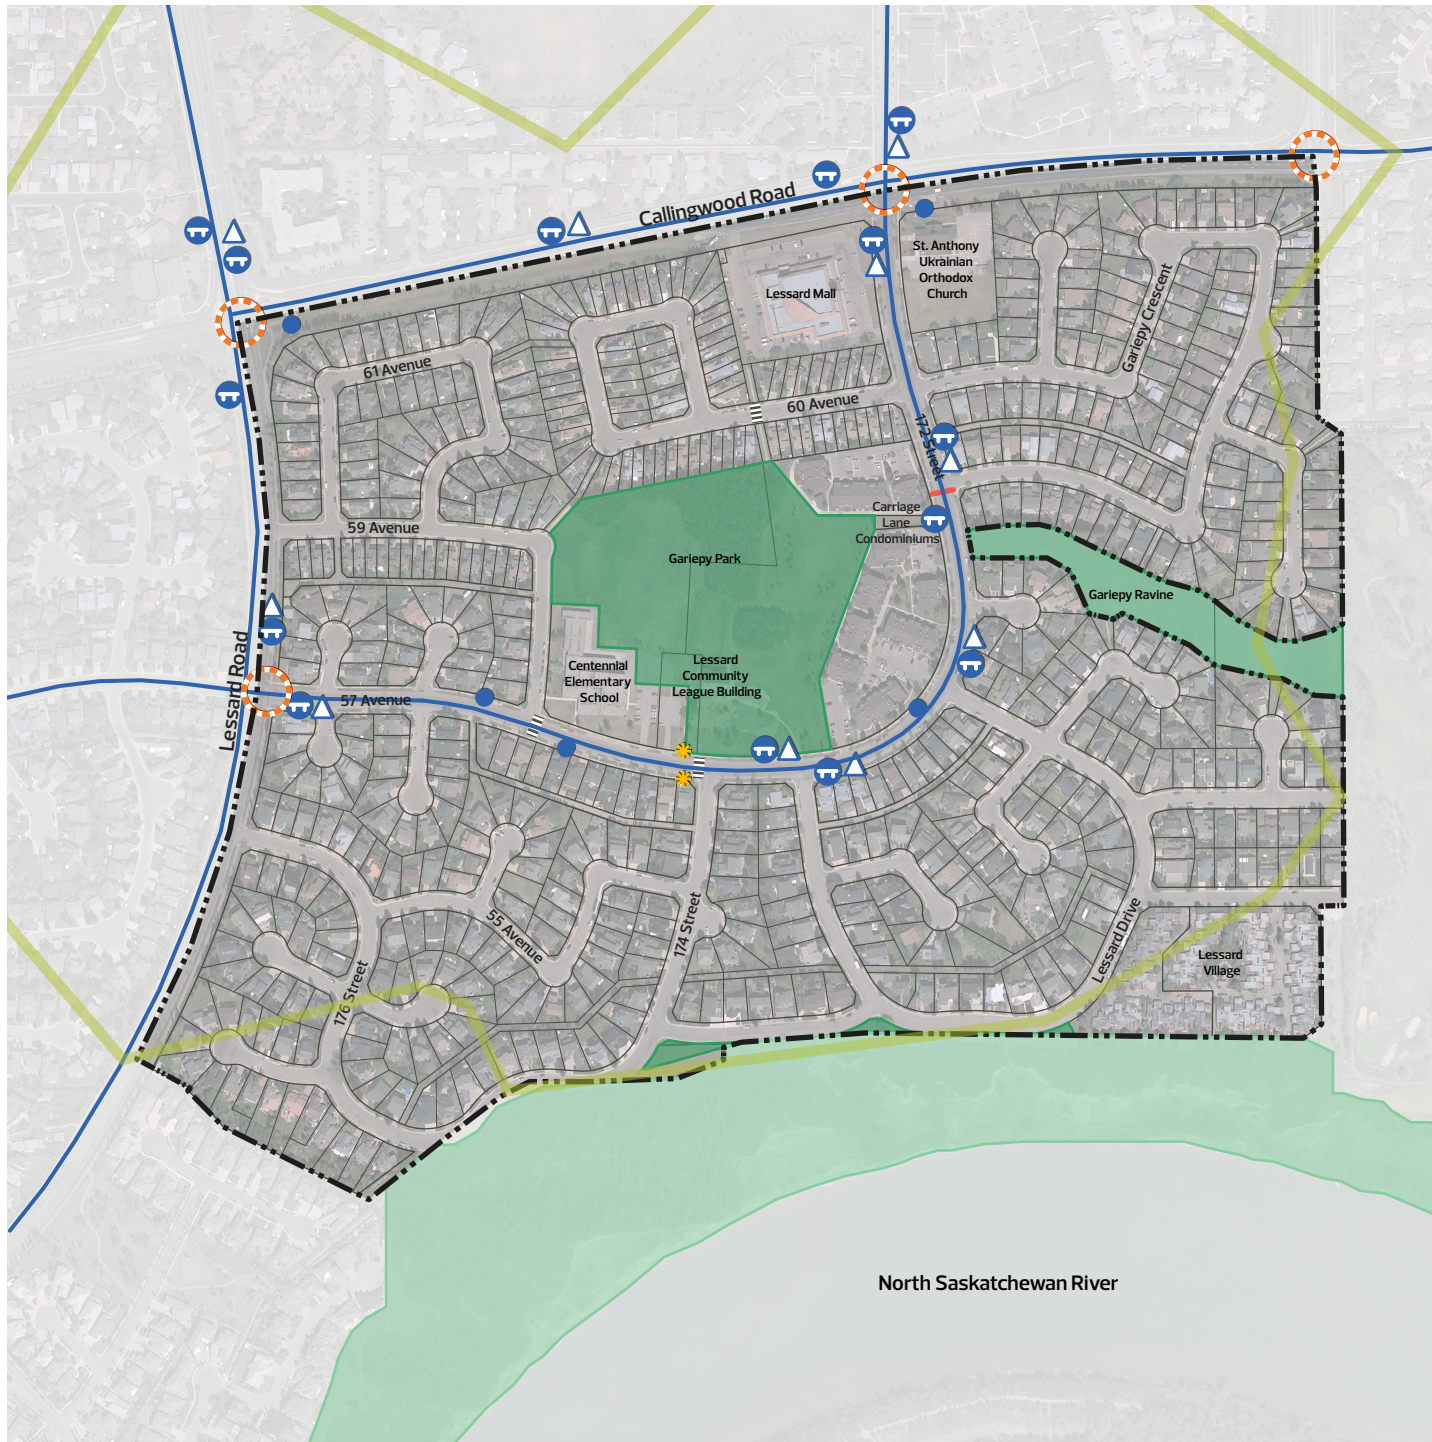 Callingwood Road
St. Anthony
Ukrainian
Orthodox
Church
Lessard Mall
Gariepy Crescent
61 Avenue
60 Avenue
172 Street
Carriage
Lane
Condominiums
59 Avenue
Gariepy Park
Gariepy Ravine
Lessard Road
Centennial
Elementary
School
Lessard
Community
League Building
57 Avenue
55 Avenue
174 Street
176 Street
Lessard Drive
Lessard
Village
North Saskatchewan River